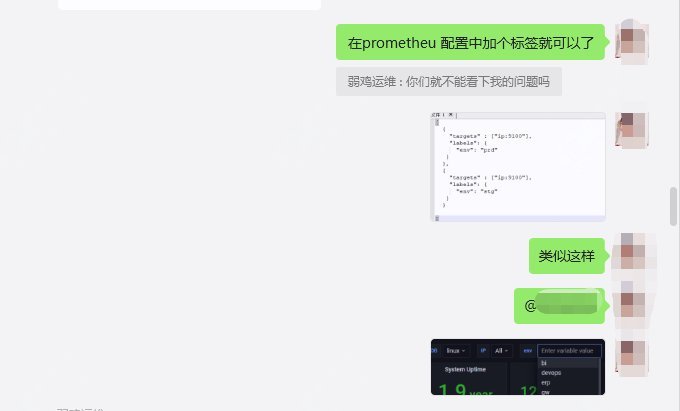 在prometheu 配置中加个标签就可以了
弱鸡运维 : 你们就不能看下我的问题吗
[
{
"targets" : ["ip:9100"],
"labels": {
"env": "prd"
}
},
{
"targets" : ["ip:9100"],
"labels": {
"env": "stg"
}
}
类似这样
@
linux
IP
All
env
Enter variable value
System Uptime
bi
devops
erp
gw
1.9 year
12